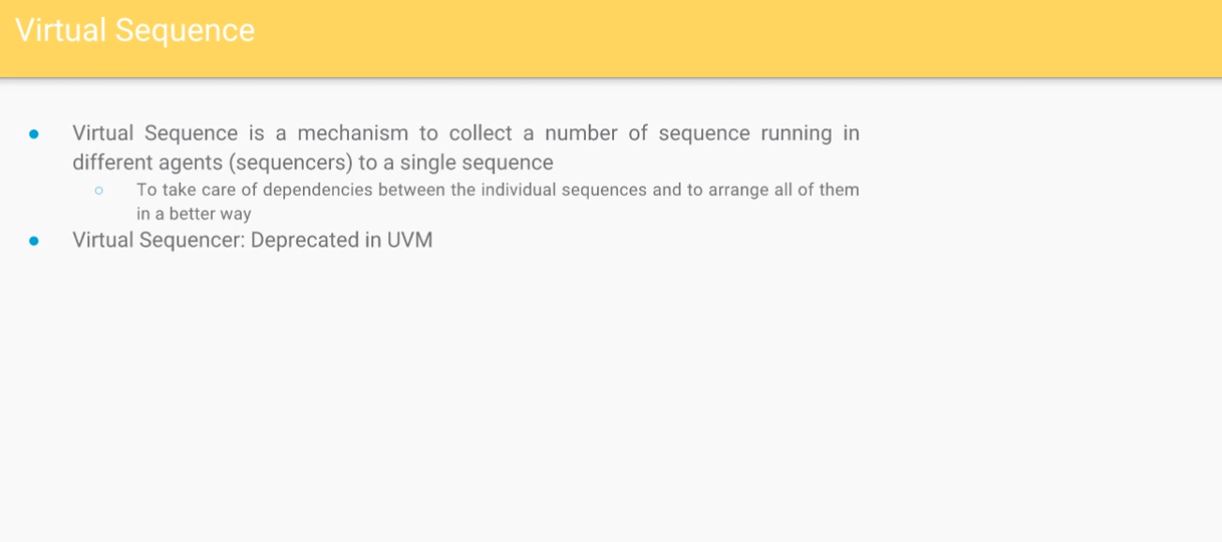 Virtual Sequence
Virtual Sequence is a mechanism to collect a number of sequence running in
different agents (sequencers) to a single sequence
To take care of dependencies between the individual sequences and to arrange all of them
in a better way
Virtual Sequencer: Deprecated in UVM